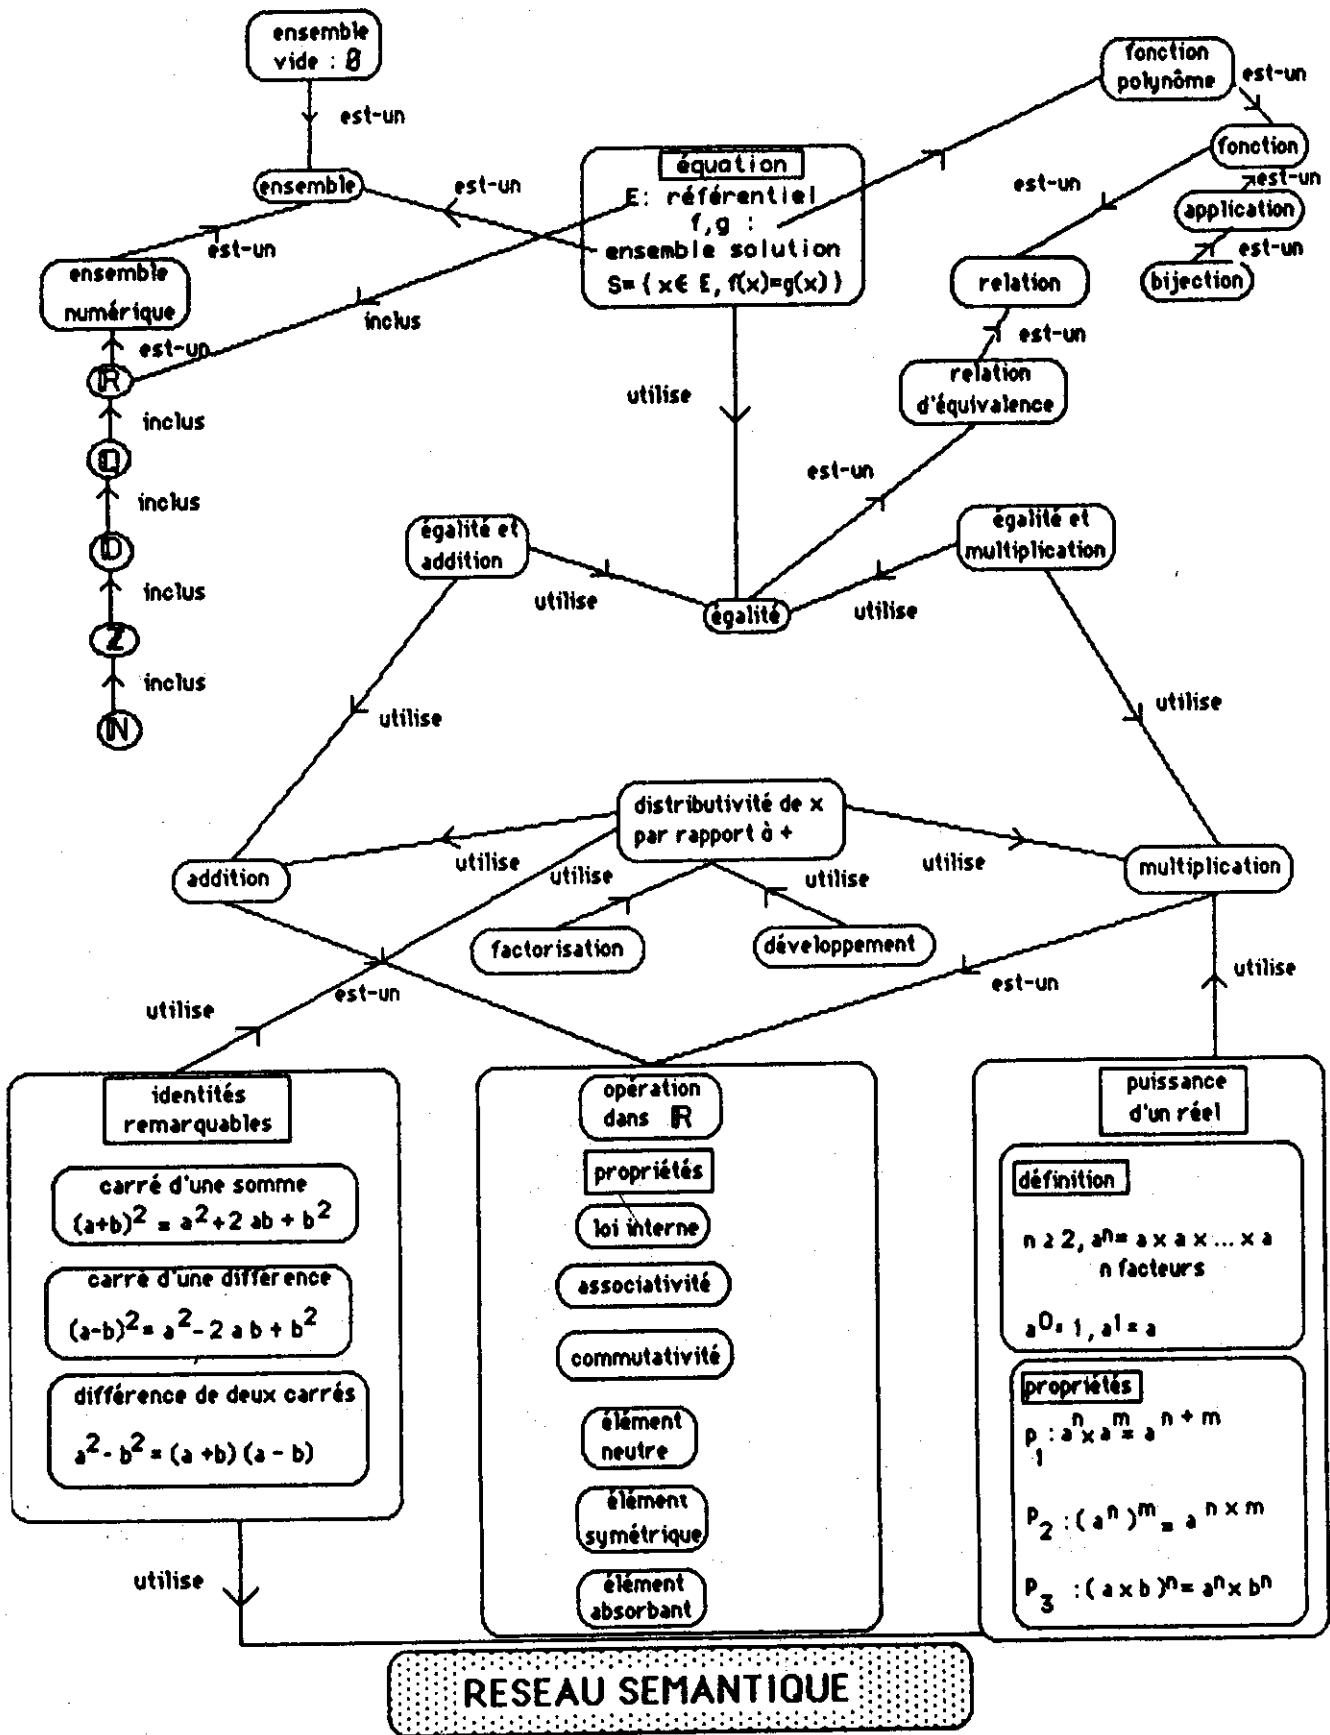 ensemble
vide : Ø
est-un
ensemble
est-un
est-un
ensemble
numérique
est-un
ℝ
inclus
ℚ
inclus
𝔻
inclus
ℤ
inclus
ℕ
équation
E: référentiel
f,g :
ensemble solution
S= { x∈ E, f(x)=g(x) }
inclus
utilise
fonction
polynôme
est-un
fonction
est-un
est-un
application
est-un
bijection
relation
est-un
relation
d'équivalence
est-un
égalité et
addition
utilise
égalité
utilise
égalité et
multiplication
utilise
utilise
distributivité de x
par rapport à +
utilise
utilise
utilise
utilise
addition
multiplication
factorisation
développement
utilise
est-un
est-un
utilise
identités
remarquables
carré d'une somme
(a+b)² = a²+2 ab + b²
carré d'une différence
(a-b)² = a² - 2 a b + b²
différence de deux carrés
a² - b² = (a +b) (a - b)
utilise
opération
dans ℝ
propriétés
loi interne
associativité
commutativité
élément
neutre
élément
symétrique
élément
absorbant
puissance
d'un réel
définition
n ≥ 2, aⁿ = a x a x ... x a
n facteurs
a⁰ = 1 , a¹ = a
propriétés
P₁ : aⁿ x aᵐ = aⁿ ⁺ ᵐ
P₂ : ( aⁿ )ᵐ = a ⁿ ˣ ᵐ
P₃ : ( a x b )ⁿ = aⁿ x bⁿ
RESEAU SEMANTIQUE